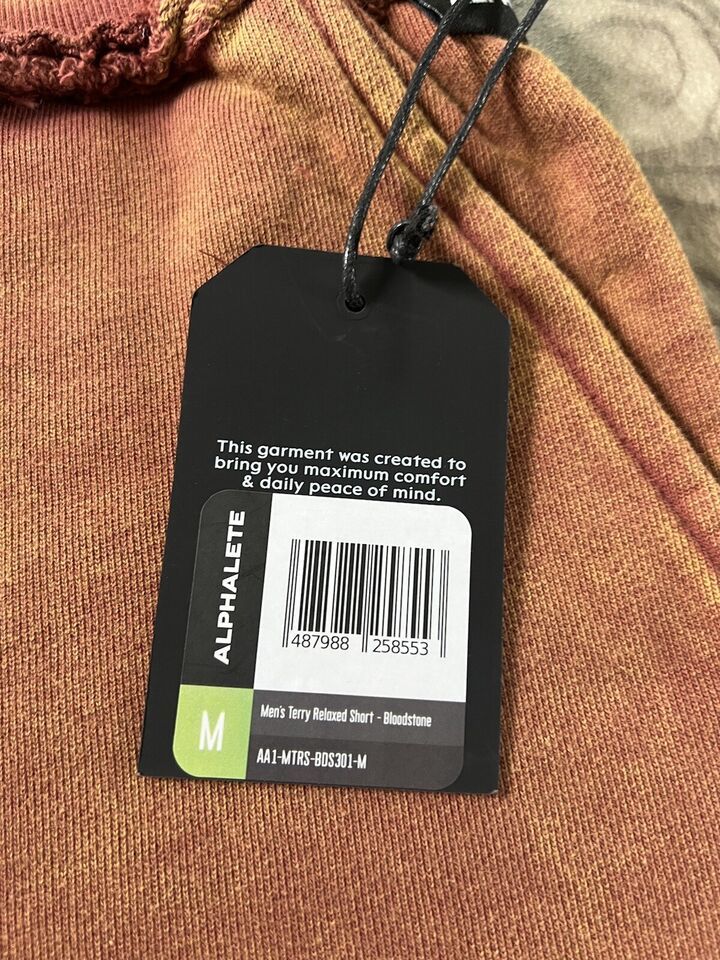 This garment was created to
bring you maximum comfort
& daily peace of mind.
ALPHALETE
487988 258553
M
Men's Terry Relaxed Short - Bloodstone
AA1-MTRS-BDS301-M